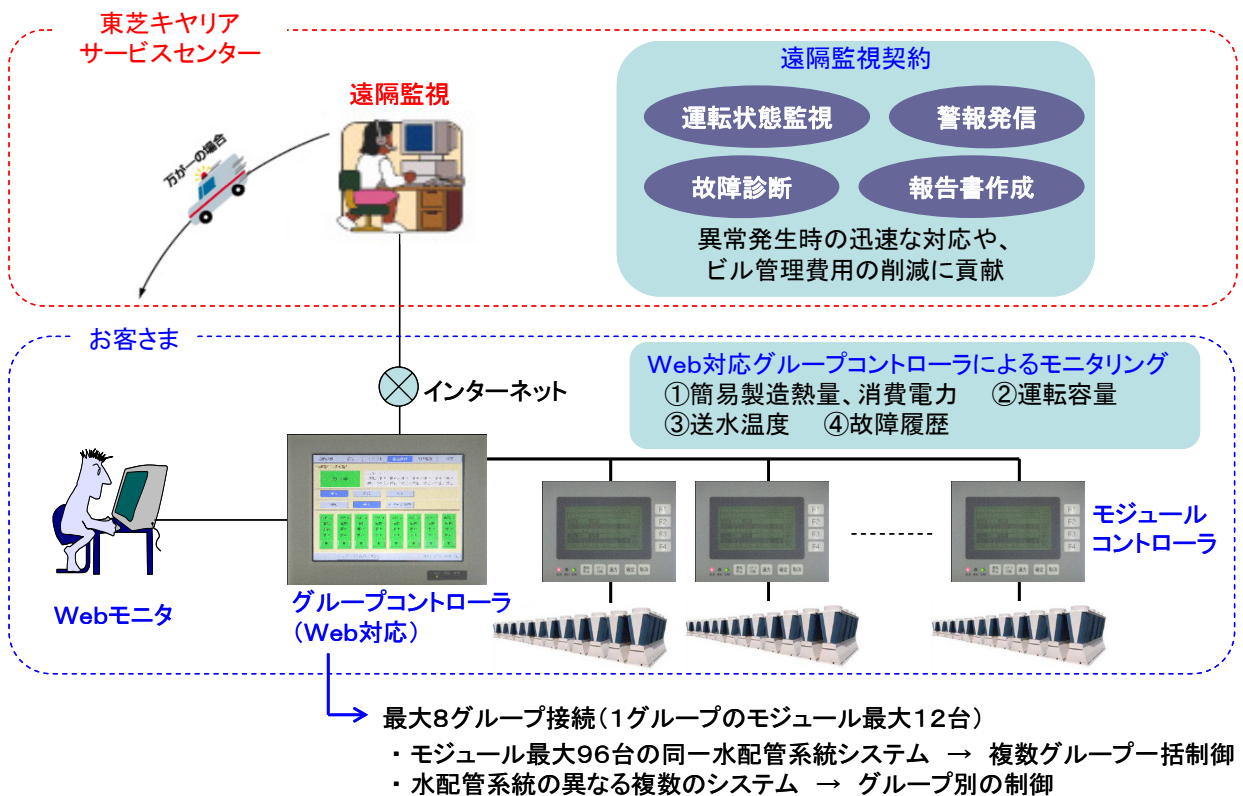 東芝キヤリア
サービスセンター
遠隔監視
万が一の場合
遠隔監視契約
運転状態監視
警報発信
故障診断
報告書作成
異常発生時の迅速な対応や、
ビル管理費用の削減に貢献
お客さま
インターネット
Web対応グループコントローラによるモニタリング
①簡易製造熱量、消費電力 ②運転容量
③送水温度 ④故障履歴
F1
F2
F3
F4
F1
F2
F3
F4
F1
F2
F3
F4
モジュール
コントローラ
Webモニタ
グループコントローラ
(Web対応)
最大8グループ接続(1グループのモジュール最大12台)
・モジュール最大96台の同一水配管系統システム → 複数グループ一括制御
・水配管系統の異なる複数のシステム → グループ別の制御